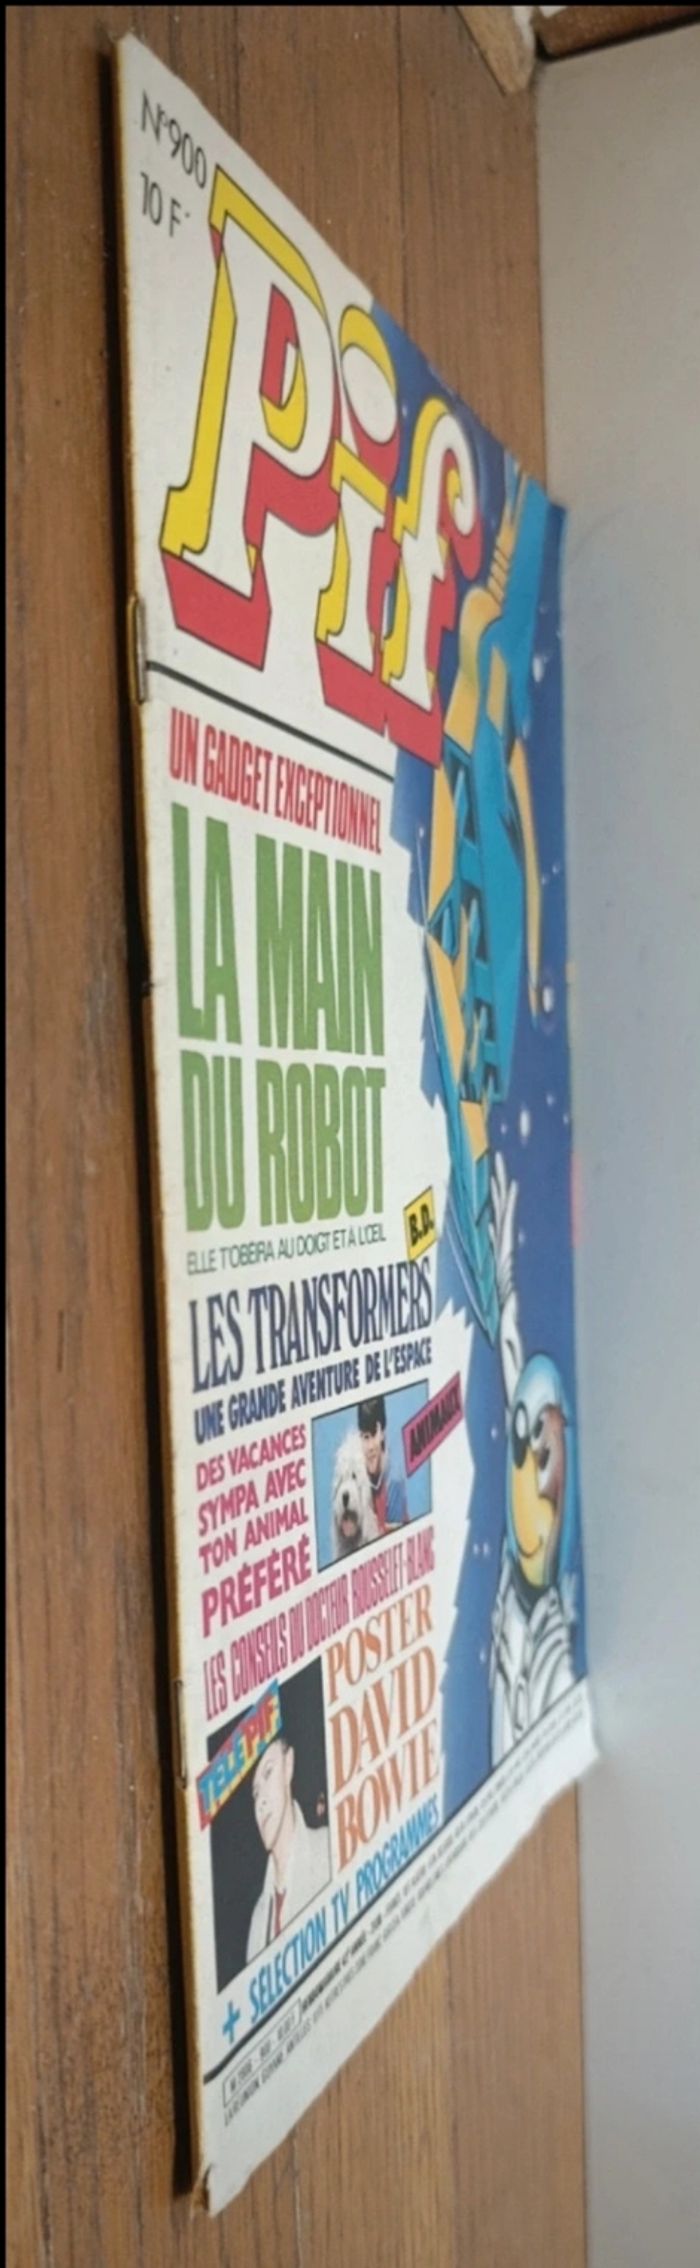 N°900
10 F
Pif
UN GADGET EXCEPTIONNEL
LA MAIN
DU ROBOT
ELLE T'OBÉIRA AU DOIGT ET À L'ŒIL
B.D.
LES TRANSFORMERS
UNE GRANDE AVENTURE DE L'ESPACE
DES VACANCES
SYMPA AVEC
TON ANIMAL
PRÉFÉRÉ
ANIMAUX
LES CONSEILS DU DOCTEUR ROUSSELET-BLANC
TÉLÉ PIF
POSTER
DAVID
BOWIE
+ SÉLECTION TV PROGRAMMES